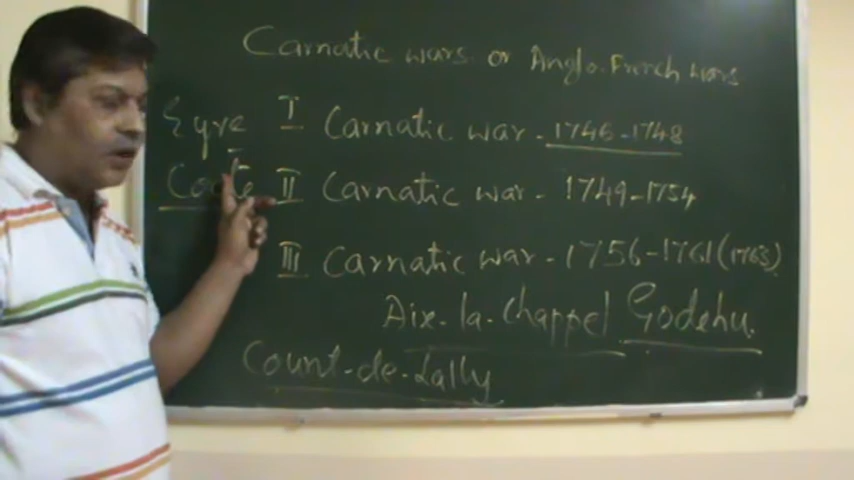 Carnatic wars or Anglo-French wars
Eyre
Coote
I Carnatic war - 1746-1748
II Carnatic war - 1749-1754
III Carnatic war - 1756-1761 (1763)
Aix-la-Chappel Godehu.
Count-de-Lally